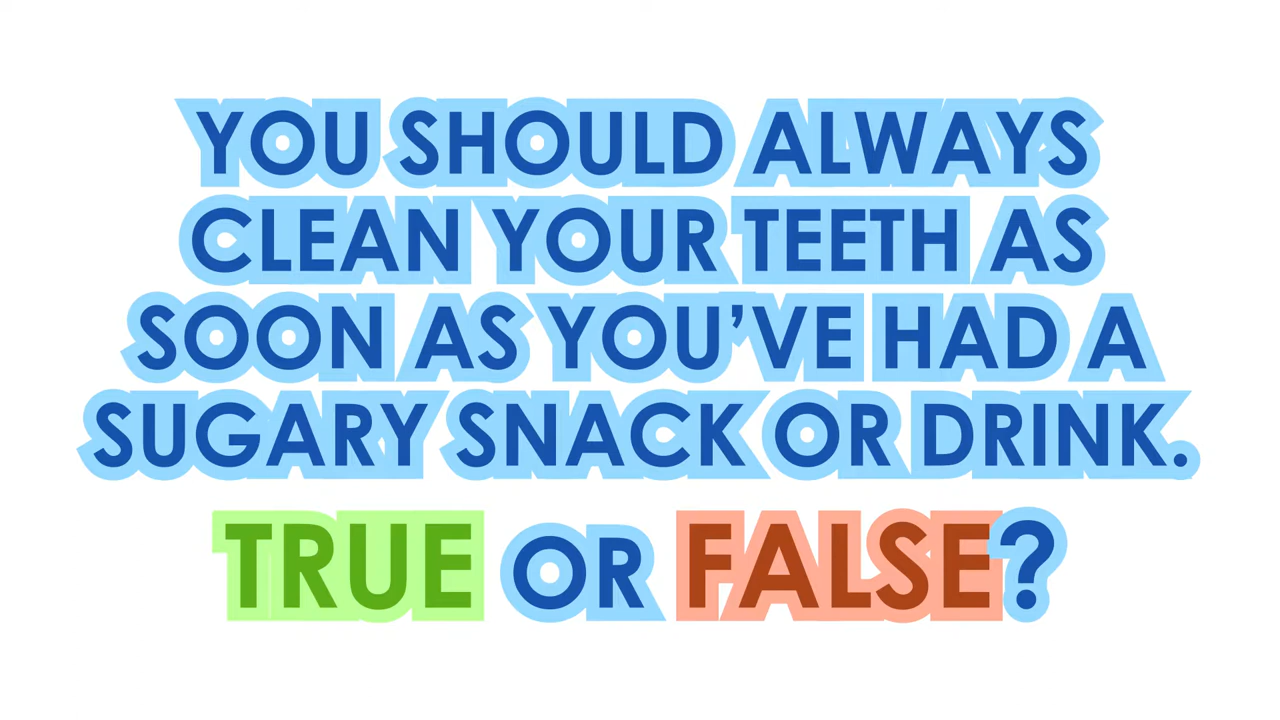 YOU SHOULD ALWAYS
CLEAN YOUR TEETH AS
SOON AS YOU’VE HAD A
SUGARY SNACK OR DRINK.
TRUE OR FALSE?